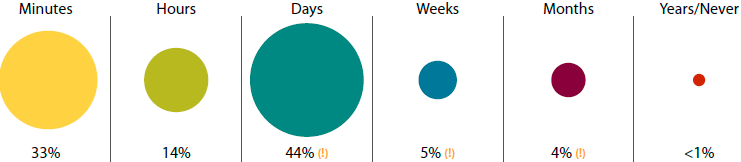 Minutes Hours Days Weeks Months Years/Never
33% 14% 44% (!) 5% (!) 4% (!) <1%